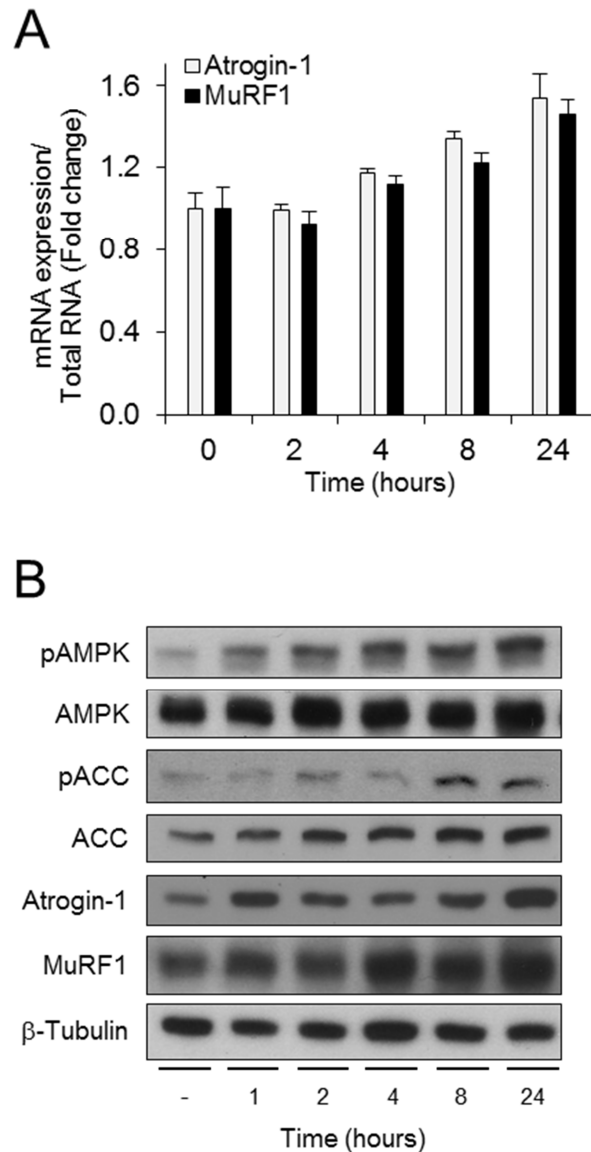 A
Atrogin-1
MuRF1
mRNA expression/
Total RNA (Fold change)
1.6
1.2
0.8
0.4
0.0
0 2 4 8 24
Time (hours)
B
pAMPK
AMPK
pACC
ACC
Atrogin-1
MuRF1
β-Tubulin
- 1 2 4 8 24
Time (hours)